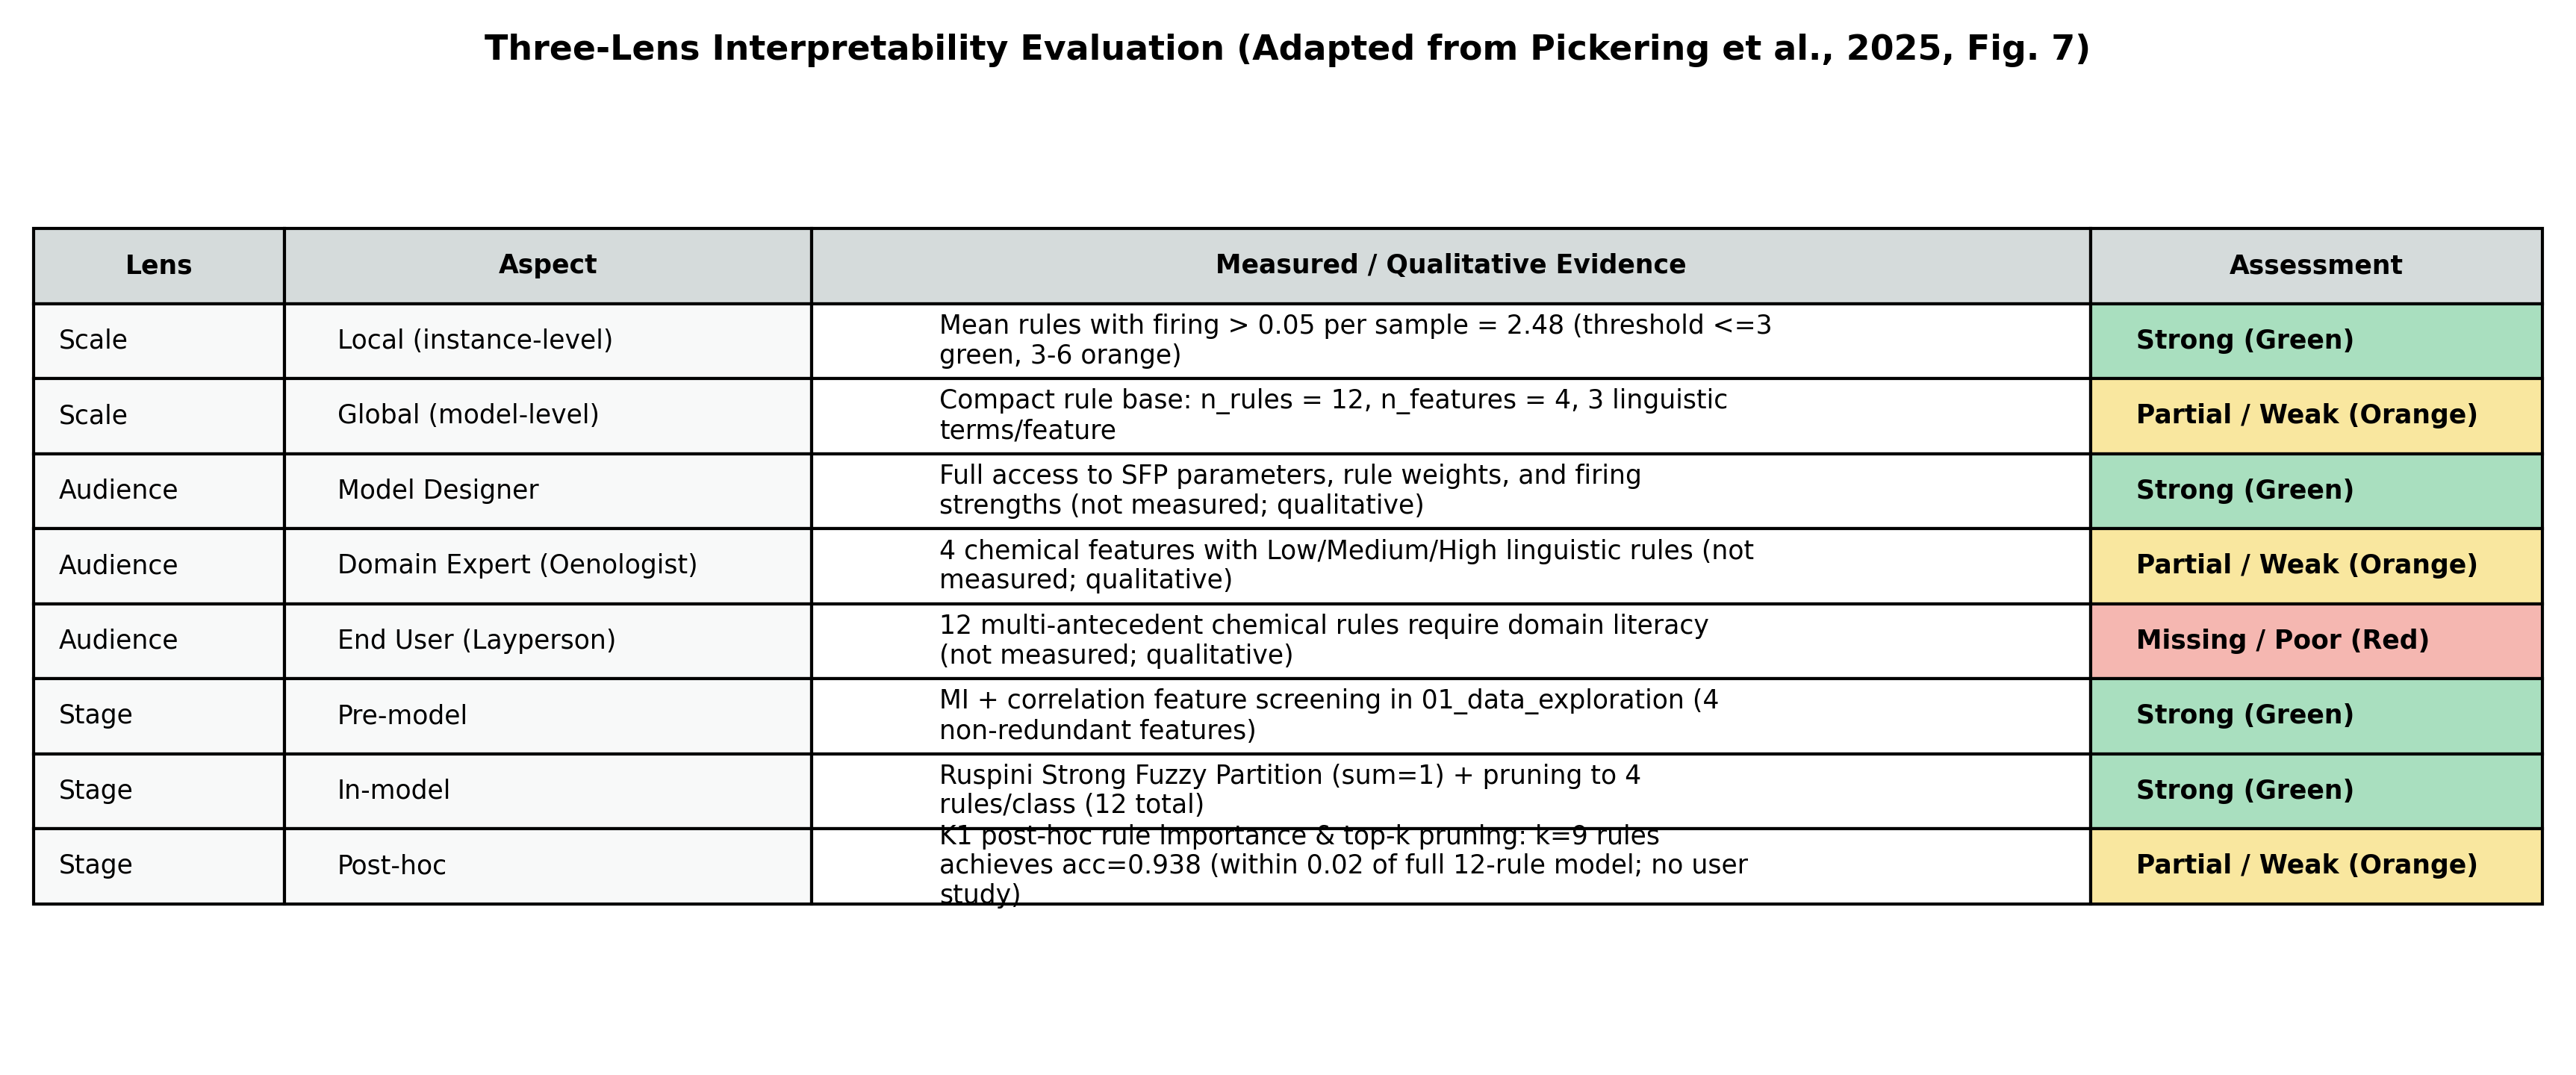 Three-Lens Interpretability Evaluation (Adapted from Pickering et al., 2025, Fig. 7)
Lens Aspect Measured / Qualitative Evidence Assessment
Scale Local (instance-level) Mean rules with firing > 0.05 per sample = 2.48 (threshold <=3
green, 3-6 orange) Strong (Green)
Scale Global (model-level) Compact rule base: n_rules = 12, n_features = 4, 3 linguistic
terms/feature Partial / Weak (Orange)
Audience Model Designer Full access to SFP parameters, rule weights, and firing
strengths (not measured; qualitative) Strong (Green)
Audience Domain Expert (Oenologist) 4 chemical features with Low/Medium/High linguistic rules (not
measured; qualitative) Partial / Weak (Orange)
Audience End User (Layperson) 12 multi-antecedent chemical rules require domain literacy
(not measured; qualitative) Missing / Poor (Red)
Stage Pre-model MI + correlation feature screening in 01_data_exploration (4
non-redundant features) Strong (Green)
Stage In-model Ruspini Strong Fuzzy Partition (sum=1) + pruning to 4
rules/class (12 total) Strong (Green)
Stage Post-hoc K1 post-hoc rule importance & top-k pruning: k=9 rules
achieves acc=0.938 (within 0.02 of full 12-rule model; no user
study) Partial / Weak (Orange)